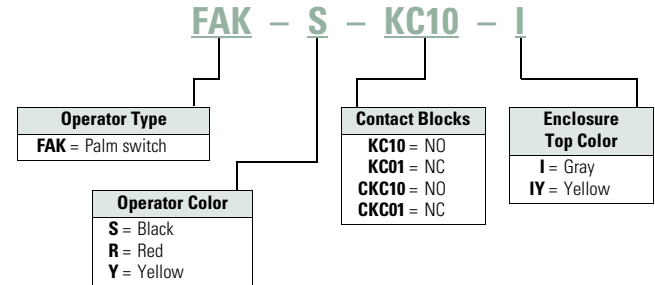 FAK – S – KC10 – I
Operator Type
FAK = Palm switch
Operator Color
S = Black
R = Red
Y = Yellow
Contact Blocks
KC10 = NO
KC01 = NC
CKC10 = NO
CKC01 = NC
Enclosure
Top Color
I = Gray
IY = Yellow